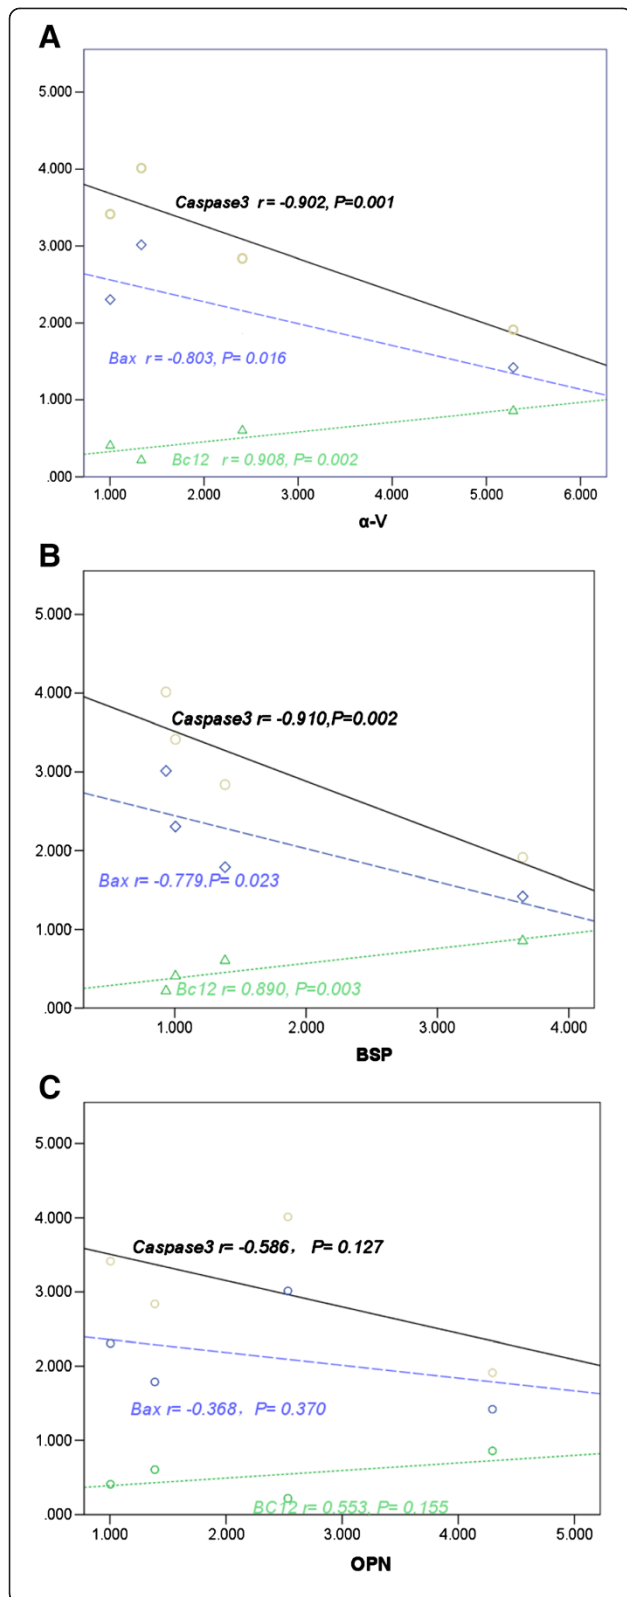 A
5.000
4.000
Caspase3 r= -0.902, P=0.001
3.000
2.000
Bax r= -0.803, P= 0.016
1.000
Bc12 r= 0.908, P= 0.002
.000
1.000 2.000 3.000 4.000 5.000 6.000
α-V
B
5.000
4.000
Caspase3 r= -0.910,P=0.002
3.000
2.000
Bax r= -0.779.P= 0.023
1.000
Bc12 r= 0.890, P=0.003
.000
1.000 2.000 3.000 4.000
BSP
C
5.000
4.000
Caspase3 r= -0.586, P= 0.127
3.000
2.000
Bax r= -0.368, P= 0.370
1.000
BC12 r= 0.553. P= 0.155
.000
1.000 2.000 3.000 4.000 5.000
OPN